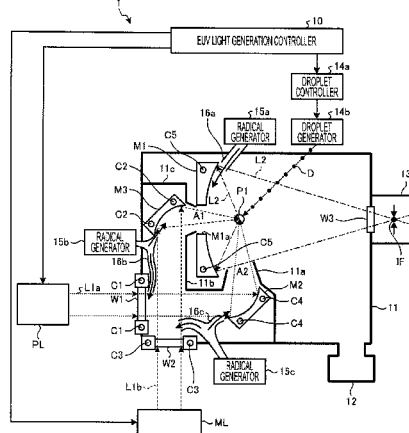 1
10
EUV LIGHT GENERATION CONTROLLER
14a
DROPLET
CONTROLLER
15a
16a
RADICAL
GENERATOR
14b
DROPLET
GENERATOR
C5
M1
11c
C2
M3
L2
D
L2
P1
13
C2
A1
W3
15b
RADICAL
GENERATOR
M1a
IF
16b
C5
11a
A2
M2
L1a
C1
11b
C4
W1
16c
11
C1
C4
PL
C3
W2
C3
RADICAL
GENERATOR
15c
12
L1b
ML